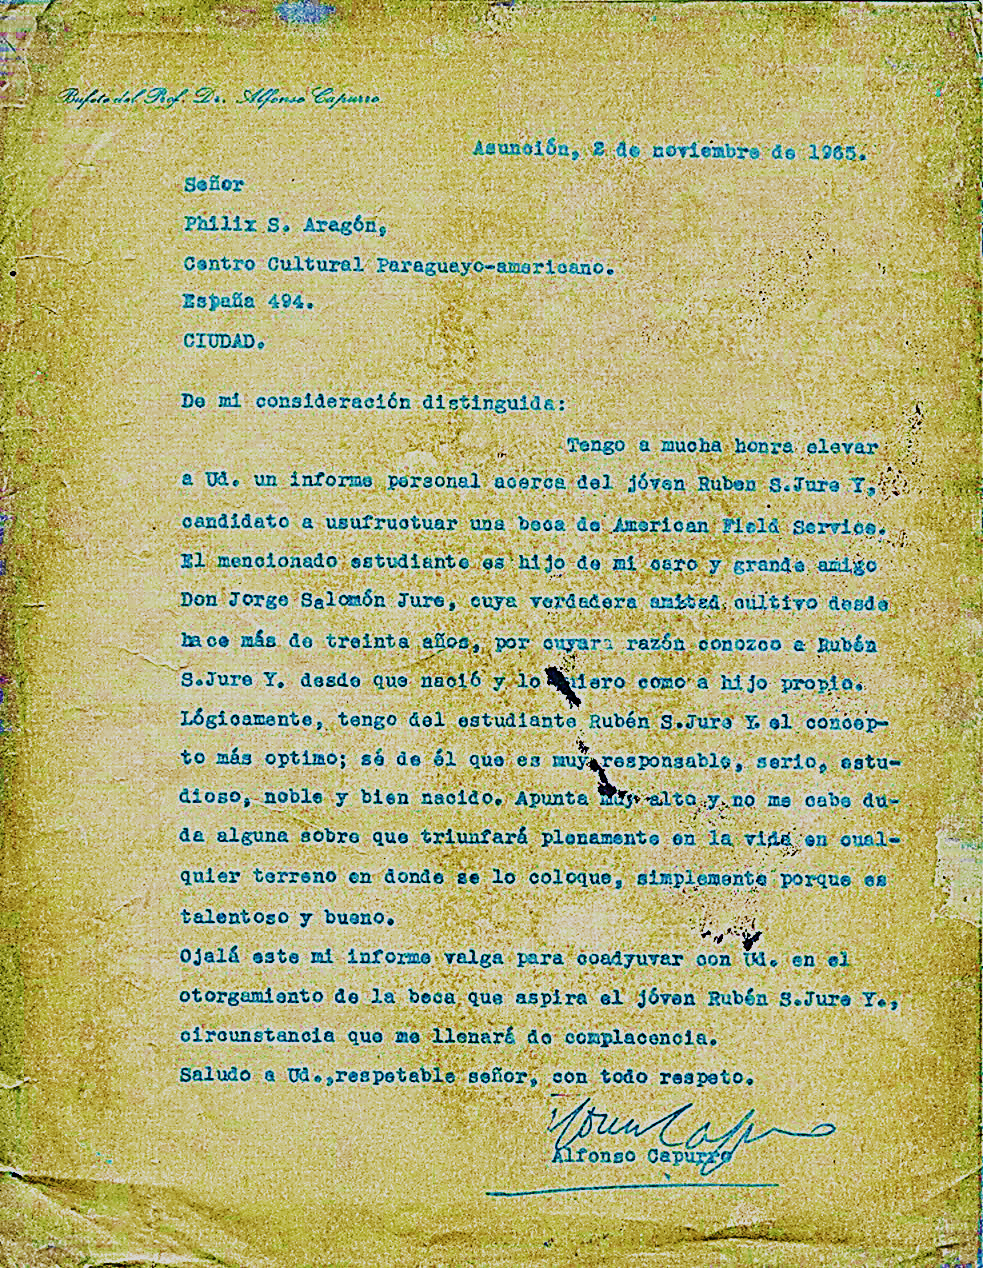 Bufete del Prof. Dr. Alfonso Capurro
Asunción, 2 de noviembre de 1965.
Señor
Philix S. Aragón,
Centro Cultural Paraguayo-americano.
España 494.
CIUDAD.
De mi consideración distinguida:
Tengo a mucha honra elevar
a Ud. un informe personal acerca del jóven Ruben S.Jure Y,
candidato a usufructuar una beca de American Field Service.
El mencionado estudiante es hijo de mi caro y grande amigo
Don Jorge Salomón Jure, cuya verdadera amistad cultivo desde
hace más de treinta años, por cuyara razón conozco a Rubén
S.Jure Y. desde que nació y lo quiero como a hijo propio.
Lógicamente, tengo del estudiante Rubén S.Jure Y. el concep-
to más optimo; sé de él que es muy responsable, serio, estu-
dioso, noble y bien nacido. Apunta muy alto y no me cabe du-
da alguna sobre que triunfará plenamente en la vida en cual-
quier terreno en donde se lo coloque, simplemente porque es
talentoso y bueno.
Ojalá este mi informe valga para coadyuvar con Ud. en el
otorgamiento de la beca que aspira el jóven Rubén S.Jure Y.,
circunstancia que me llenará de complacencia.
Saludo a Ud.,respetable señor, con todo respeto.
Alfonso Capurro